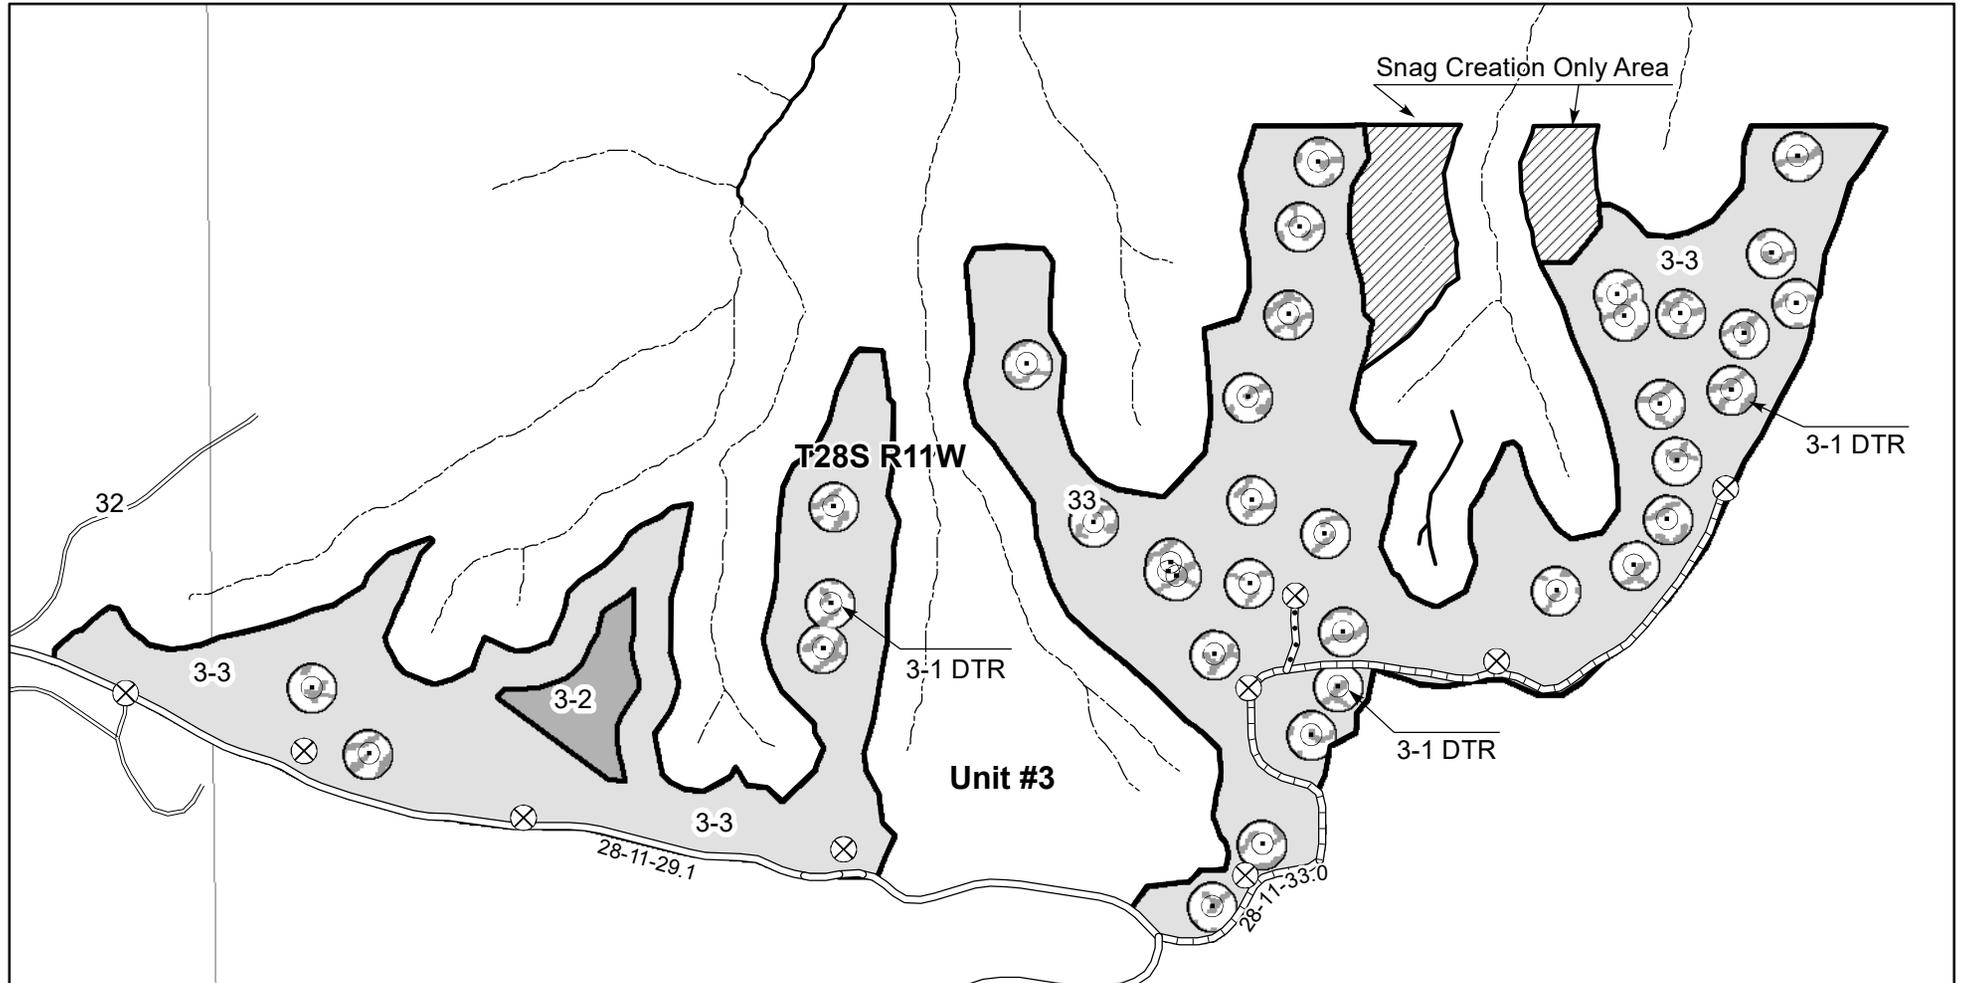 Snag Creation Only Area
3-3
3-1 DTR
T28S R11W
33
32
3-1 DTR
3-3
3-2
3-1 DTR
Unit #3
3-3
28-11-29.1
28-11-33.0